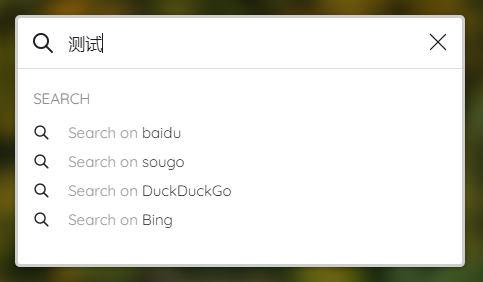 测试
SEARCH
Search on baidu
Search on sougo
Search on DuckDuckGo
Search on Bing